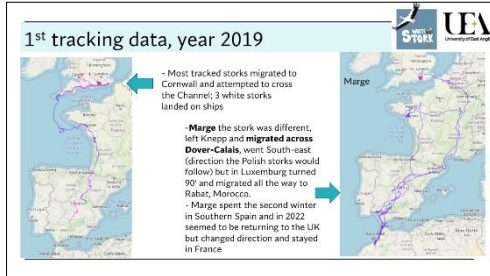 WHITE
STORK
UEA
University of East Angl
1st tracking data, year 2019
- Most tracked storks migrated to
Cornwall and attempted to cross
the Channel; 3 white storks
landed on ships
Marge
-Marge the stork was different,
left Knepp and migrated across
Dover-Calais, went South-east
(direction the Polish storks would
follow) but in Luxemburg turned
90' and migrated all the way to
Rabat, Morocco.
- Marge spent the second winter
in Southern Spain and in 2022
seemed to be returning to the UK
but changed direction and stayed
in France